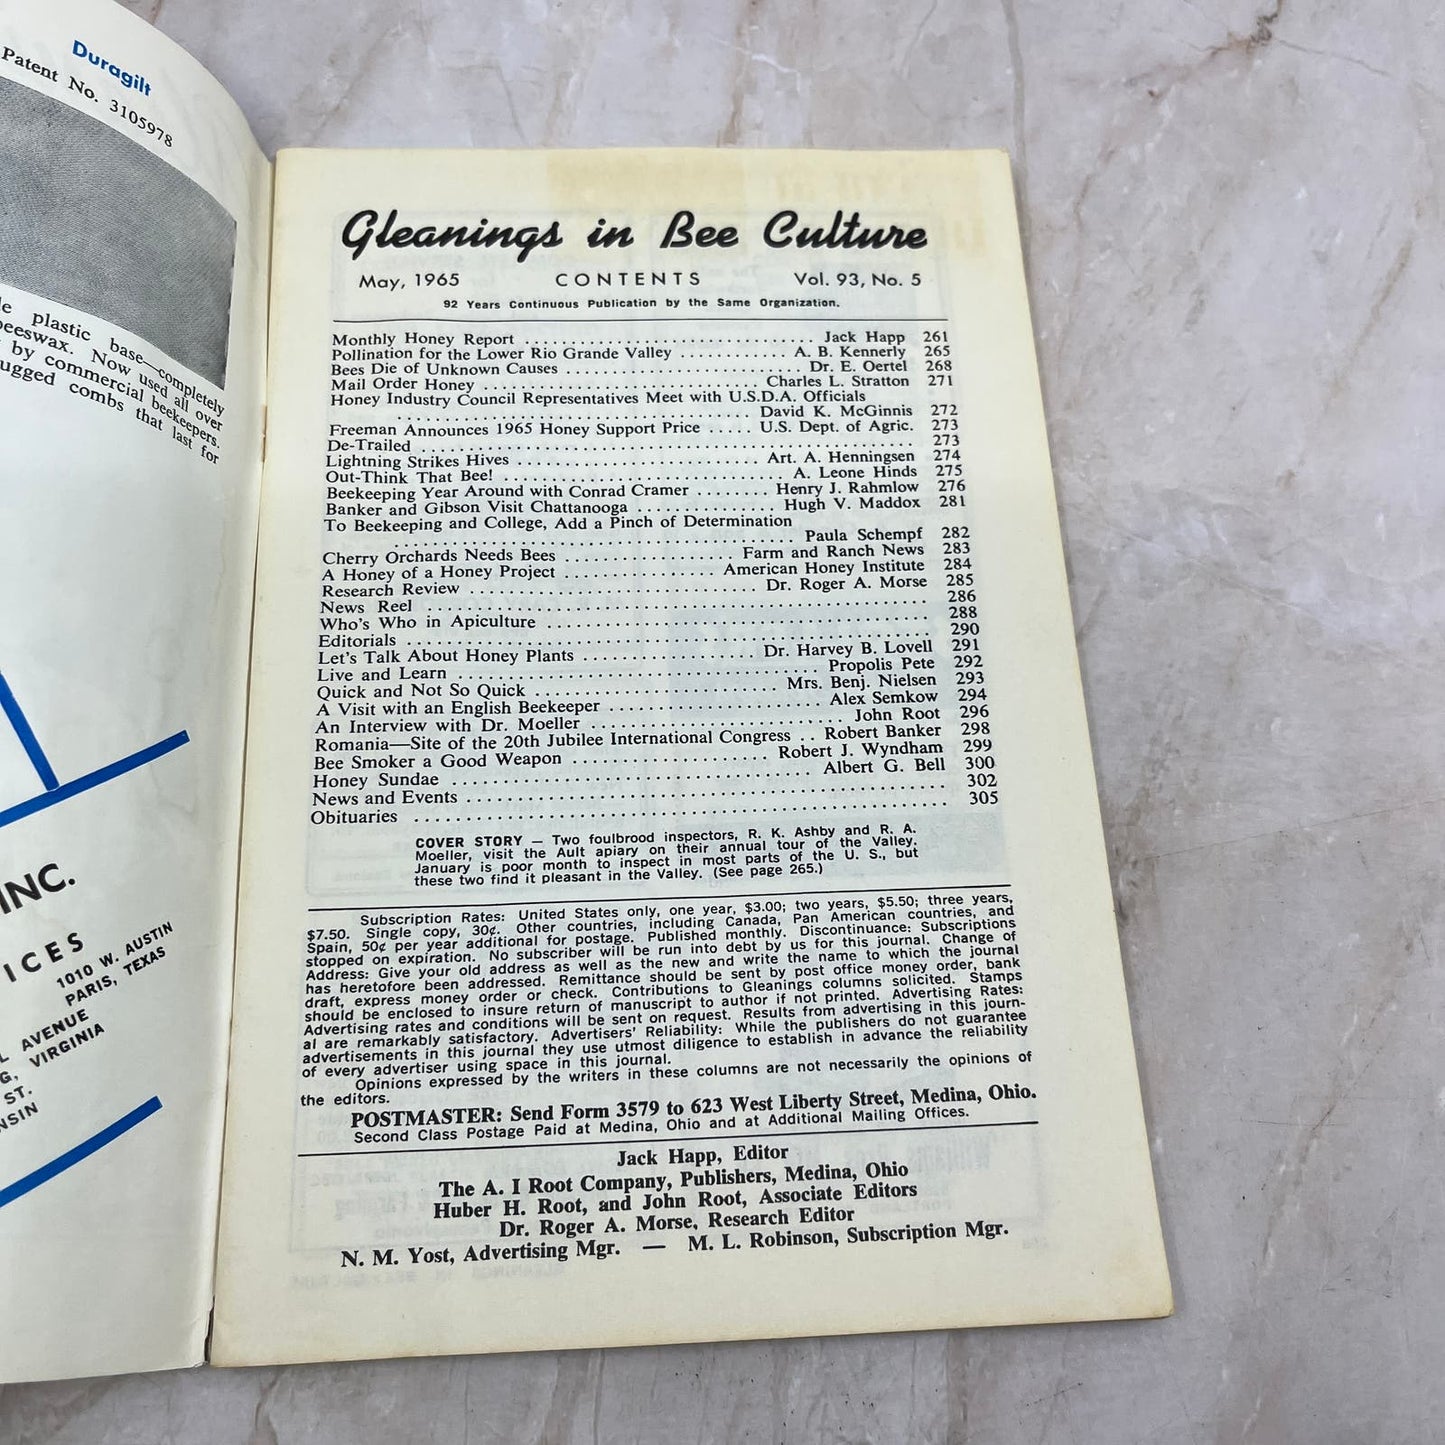 Duragilt
Patent No. 3105978
plastic base—completely
beeswax. Now used all over
by commercial beekeepers.
ugged combs that last for
INC.
ICES
1010 W. AUSTIN
PARIS, TEXAS
L AVENUE
G, VIRGINIA
ST.
NSIN
Gleanings in Bee Culture
May, 1965 CONTENTS Vol. 93, No. 5
92 Years Continuous Publication by the Same Organization.
Monthly Honey Report ........ Jack Happ 261
Pollination for the Lower Rio Grande Valley ........ A. B. Kennerly 265
Bees Die of Unknown Causes ........ Dr. E. Oertel 268
Mail Order Honey ........ Charles L. Stratton 271
Honey Industry Council Representatives Meet with U.S.D.A. Officials
........ David K. McGinnis 272
Freeman Announces 1965 Honey Support Price ..... U.S. Dept. of Agric. 273
De-Trailed ........ 273
Lightning Strikes Hives ........ Art. A. Henningsen 274
Out-Think That Bee! ........ A. Leone Hinds 275
Beekeeping Year Around with Conrad Cramer ........ Henry J. Rahmlow 276
Banker and Gibson Visit Chattanooga ........ Hugh V. Maddox 281
To Beekeeping and College, Add a Pinch of Determination
........ Paula Schempf 282
Cherry Orchards Needs Bees ........ Farm and Ranch News 283
A Honey of a Honey Project ........ American Honey Institute 284
Research Review ........ Dr. Roger A. Morse 285
News Reel ........ 286
Who's Who in Apiculture ........ 288
Editorials ........ 290
Let's Talk About Honey Plants ........ Dr. Harvey B. Lovell 291
Live and Learn ........ Propolis Pete 292
Quick and Not So Quick ........ Mrs. Benj. Nielsen 293
A Visit with an English Beekeeper ........ Alex Semkow 294
An Interview with Dr. Moeller ........ John Root 296
Romania—Site of the 20th Jubilee International Congress .. Robert Banker 298
Bee Smoker a Good Weapon ........ Robert J. Wyndham 299
Honey Sundae ........ Albert G. Bell 300
News and Events ........ 302
Obituaries ........ 305
COVER STORY — Two foulbrood inspectors, R. K. Ashby and R. A.
Moeller, visit the Ault apiary on their annual tour of the Valley.
January is poor month to inspect in most parts of the U. S., but
these two find it pleasant in the Valley. (See page 265.)
Subscription Rates: United States only, one year, $3.00; two years, $5.50; three years,
$7.50. Single copy, 30¢. Other countries, including Canada, Pan American countries, and
Spain, 50¢ per year additional for postage. Published monthly. Discontinuance: Subscriptions
stopped on expiration. No subscriber will be run into debt by us for this journal. Change of
Address: Give your old address as well as the new and write the name to which the journal
has heretofore been addressed. Remittance should be sent by post office money order, bank
draft, express money order or check. Contributions to Gleanings columns solicited. Stamps
should be enclosed to insure return of manuscript to author if not printed. Advertising Rates:
Advertising rates and conditions will be sent on request. Results from advertising in this journ-
al are remarkably satisfactory. Advertisers' Reliability: While the publishers do not guarantee
advertisements in this journal they use utmost diligence to establish in advance the reliability
of every advertiser using space in this journal.
Opinions expressed by the writers in these columns are not necessarily the opinions of
the editors.
POSTMASTER: Send Form 3579 to 623 West Liberty Street, Medina, Ohio.
Second Class Postage Paid at Medina, Ohio and at Additional Mailing Offices.
Jack Happ, Editor
The A. I Root Company, Publishers, Medina, Ohio
Huber H. Root, and John Root, Associate Editors
Dr. Roger A. Morse, Research Editor
N. M. Yost, Advertising Mgr. — M. L. Robinson, Subscription Mgr.